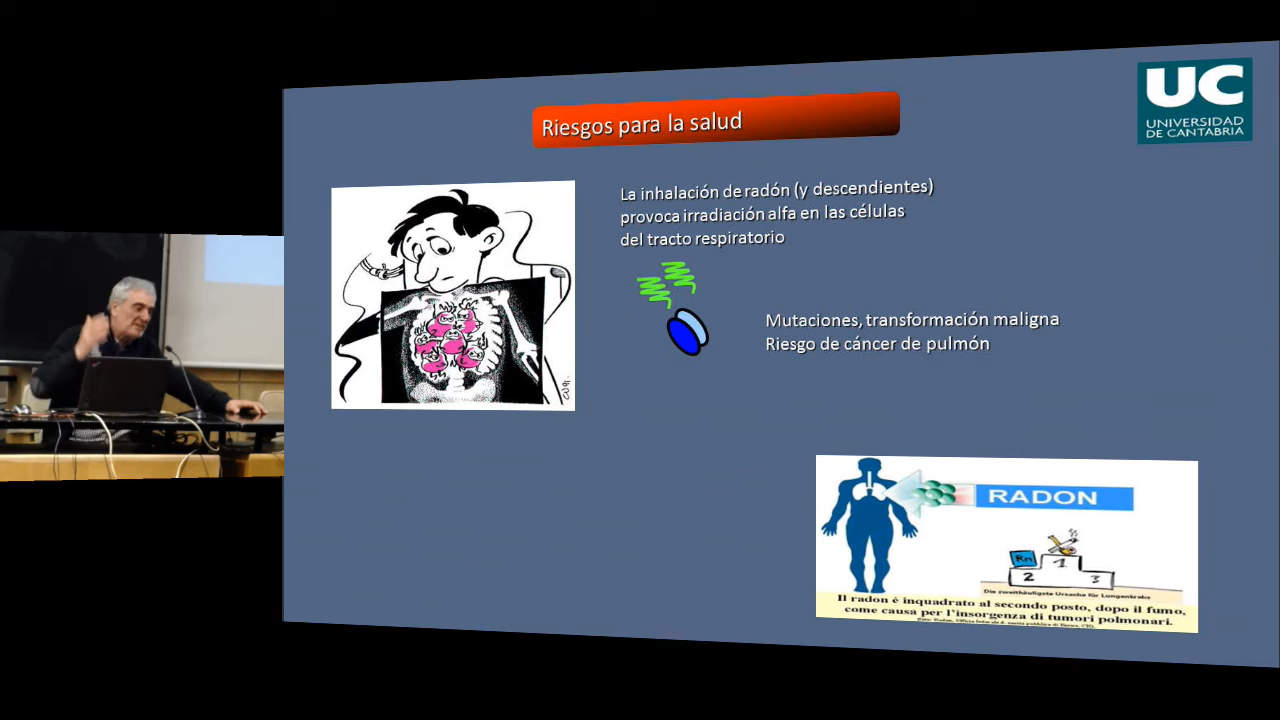 Riesgos para la salud
UC
UNIVERSIDAD
DE CANTABRIA
La inhalación de radón (y descendientes)
provoca irradiación alfa en las células
del tracto respiratorio
Mutaciones, transformación maligna
Riesgo de cáncer de pulmón
RADON
Rn
1
2
3
Die zweithäufigste Ursache für Lungenkrebs
Il radon è inquadrato al secondo posto, dopo il fumo,
come causa per l'insorgenza di tumori polmonari.